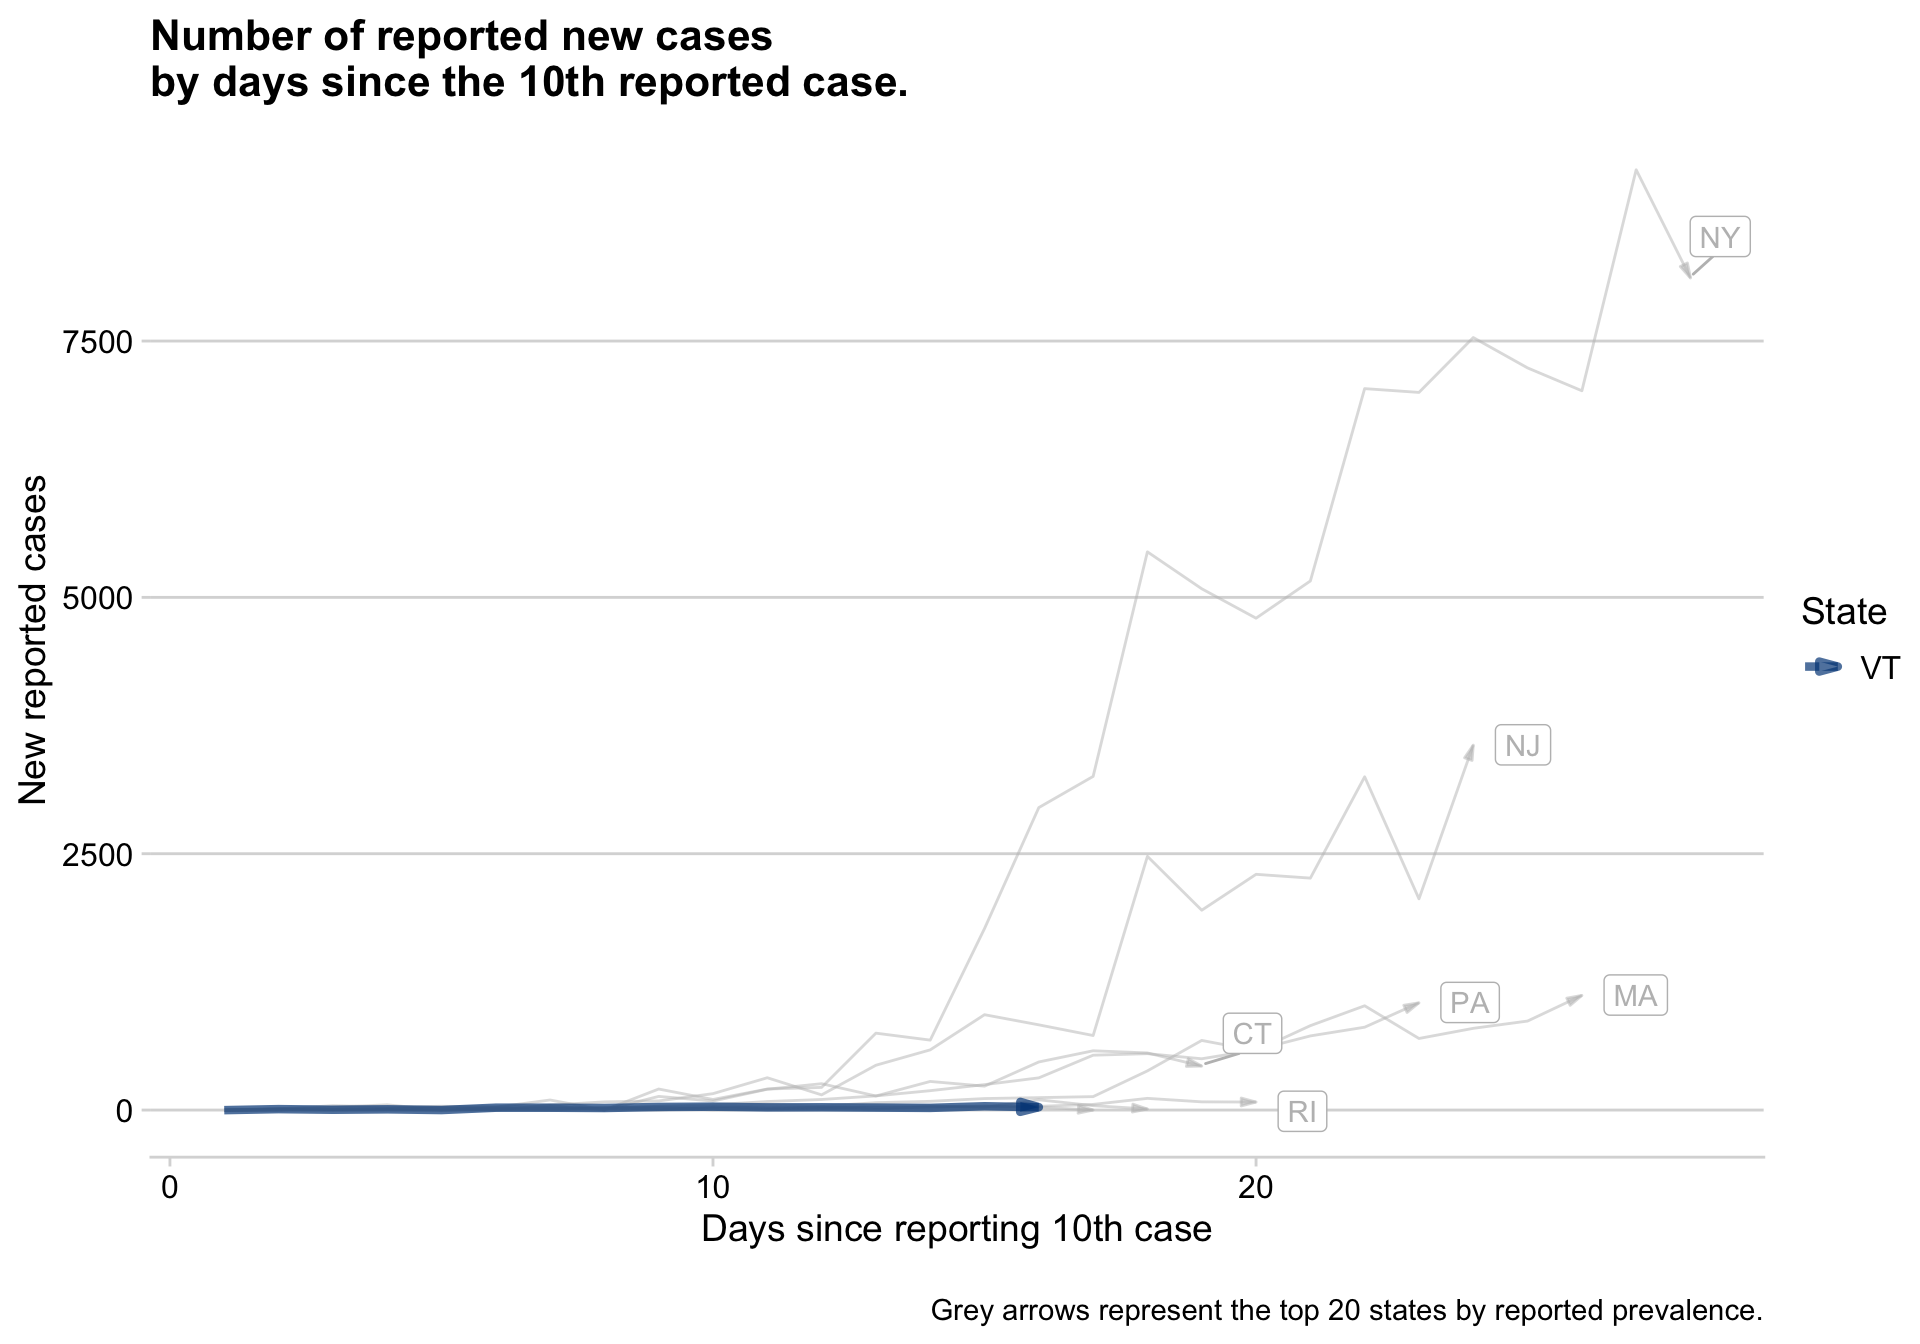 Number of reported new cases
by days since the 10th reported case.
NY
7500
5000
NJ
2500
MA
PA
CT
RI
0
New reported cases
0 10 20
Days since reporting 10th case
State
VT
Grey arrows represent the top 20 states by reported prevalence.